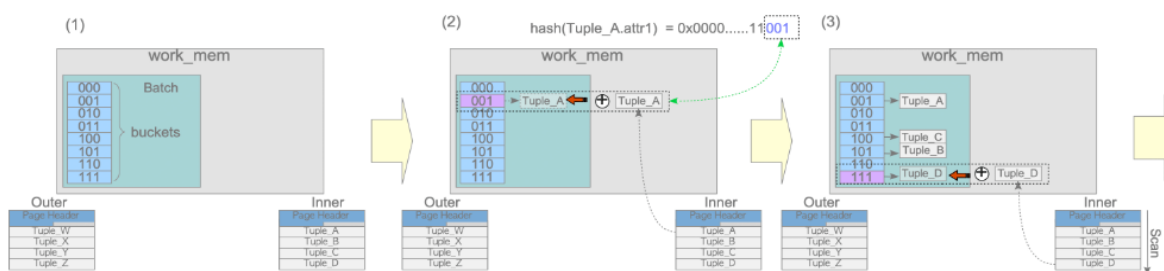 (1)
work_mem
000
001
010
011
100
101
110
111
Batch
buckets
Outer
Page Header
Tuple_W
Tuple_X
Tuple_Y
Tuple_Z
Inner
Page Header
Tuple_A
Tuple_B
Tuple_C
Tuple_D
(2)
hash(Tuple_A.attr1) = 0x0000......11001
work_mem
000
001
010
011
100
101
110
111
Tuple_A
Tuple_A
Outer
Page Header
Tuple_W
Tuple_X
Tuple_Y
Tuple_Z
Inner
Page Header
Tuple_A
Tuple_B
Tuple_C
Tuple_D
(3)
work_mem
000
001
010
011
100
101
110
111
Tuple_A
Tuple_C
Tuple_B
Tuple_D
Tuple_D
Outer
Page Header
Tuple_W
Tuple_X
Tuple_Y
Tuple_Z
Inner
Page Header
Tuple_A
Tuple_B
Tuple_C
Tuple_D
Scan